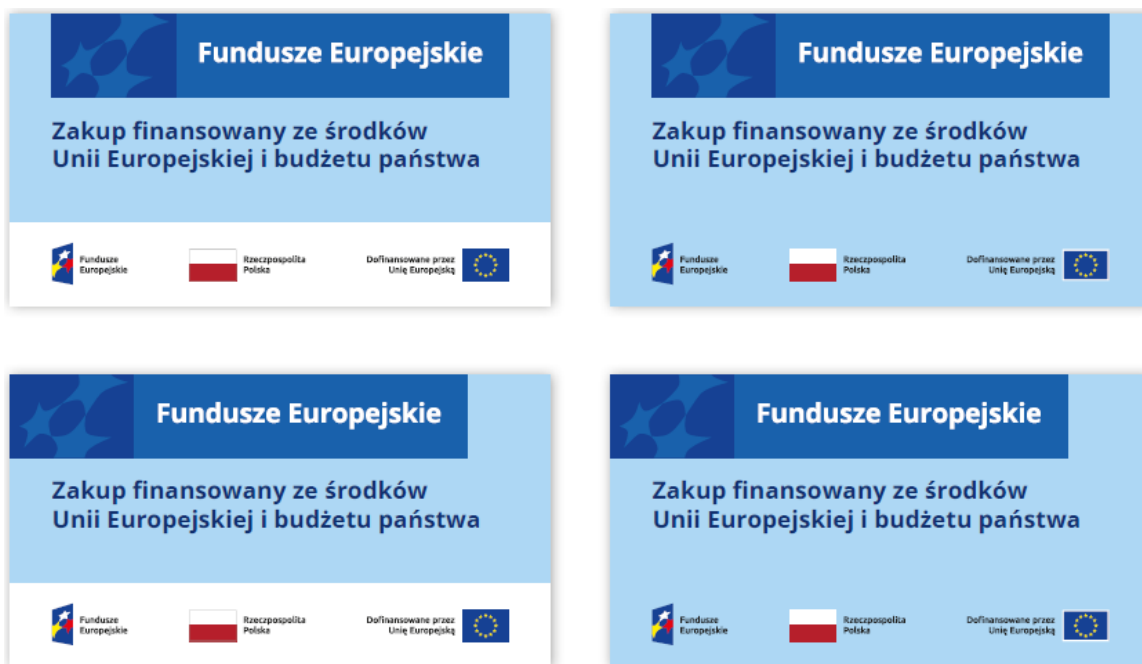 Fundusze Europejskie
Zakup finansowany ze środków
Unii Europejskiej i budżetu państwa
Fundusze
Europejskie
Rzeczpospolita
Polska
Dofinansowane przez
Unię Europejską
Fundusze Europejskie
Zakup finansowany ze środków
Unii Europejskiej i budżetu państwa
Fundusze
Europejskie
Rzeczpospolita
Polska
Dofinansowane przez
Unię Europejską
Fundusze Europejskie
Zakup finansowany ze środków
Unii Europejskiej i budżetu państwa
Fundusze
Europejskie
Rzeczpospolita
Polska
Dofinansowane przez
Unię Europejską
Fundusze Europejskie
Zakup finansowany ze środków
Unii Europejskiej i budżetu państwa
Fundusze
Europejskie
Rzeczpospolita
Polska
Dofinansowane przez
Unię Europejską